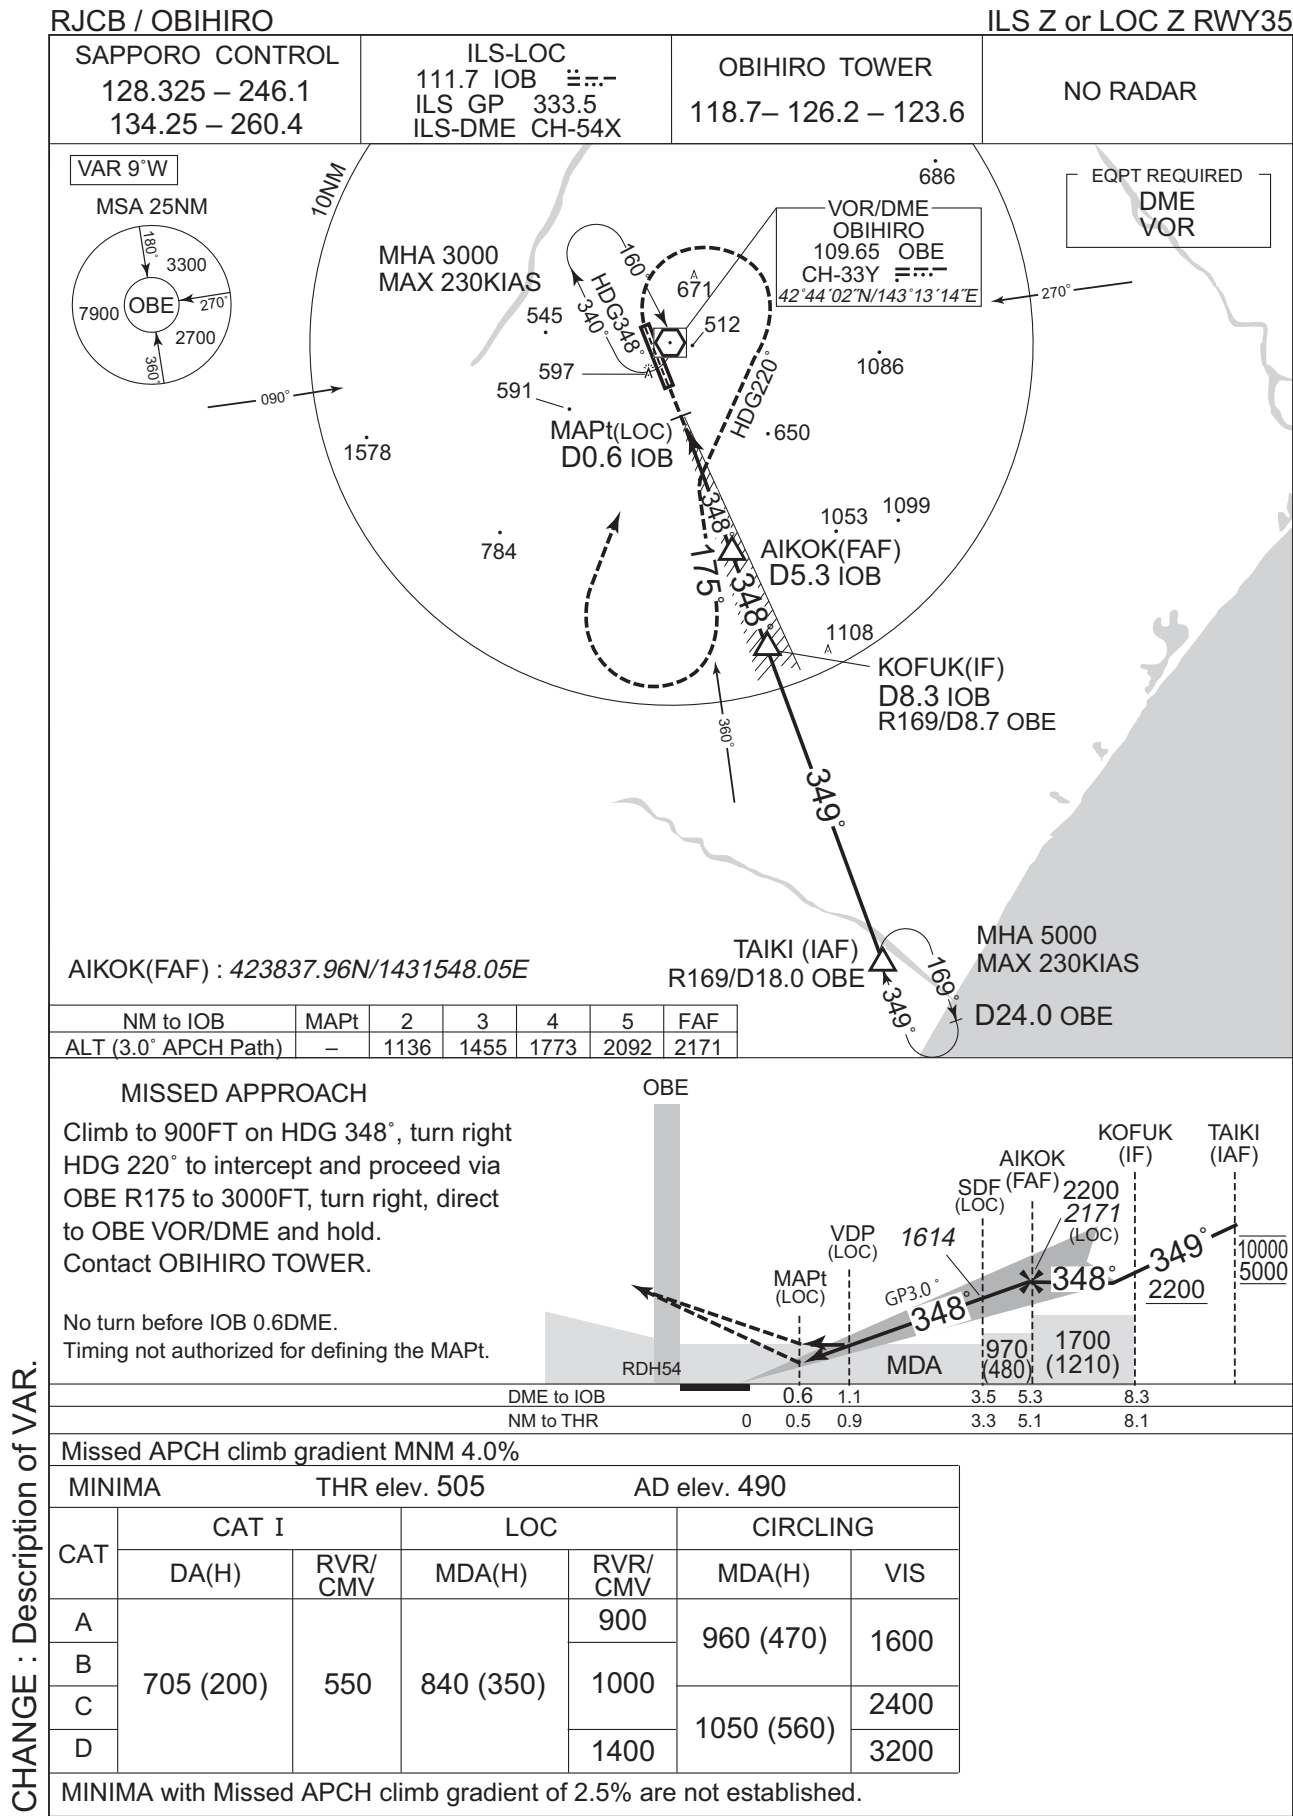 RJCB / OBIHIRO
ILS Z or LOC Z RWY35
SAPPORO CONTROL
128.325 – 246.1
134.25 – 260.4
ILS-LOC
111.7 IOB
ILS GP 333.5
ILS-DME CH-54X
OBIHIRO TOWER
118.7– 126.2 – 123.6
NO RADAR
VAR 9˚W
MSA 25NM
180˚
3300
7900
OBE
270˚
2700
360˚
10NM
686
EQPT REQUIRED
DME
VOR
VOR/DME
OBIHIRO
109.65 OBE
CH-33Y
42˚44´02˝N/143˚13´14˝E
MHA 3000
MAX 230KIAS
160˚
HDG348˚
340˚
671
270˚
545
512
597
1086
591
090˚
HDG220˚
MAPt(LOC)
D0.6 IOB
650
1578
348˚
1053
1099
784
AIKOK(FAF)
D5.3 IOB
175˚
348˚
1108
KOFUK(IF)
D8.3 IOB
R169/D8.7 OBE
360˚
349˚
TAIKI (IAF)
R169/D18.0 OBE
MHA 5000
MAX 230KIAS
169˚
349˚
D24.0 OBE
AIKOK(FAF) : 423837.96N/1431548.05E
NM to IOB MAPt 2 3 4 5 FAF
ALT (3.0˚ APCH Path) – 1136 1455 1773 2092 2171
MISSED APPROACH
Climb to 900FT on HDG 348˚, turn right
HDG 220˚ to intercept and proceed via
OBE R175 to 3000FT, turn right, direct
to OBE VOR/DME and hold.
Contact OBIHIRO TOWER.
No turn before IOB 0.6DME.
Timing not authorized for defining the MAPt.
OBE
KOFUK
(IF)
TAIKI
(IAF)
AIKOK
(FAF)
SDF
(LOC)
2200
2171
(LOC)
VDP
(LOC)
1614
MAPt
(LOC)
GP3.0 ˚
348˚
348˚
349˚
10000
5000
2200
RDH54
MDA
970
(480)
1700
(1210)
DME to IOB 0.6 1.1 3.5 5.3 8.3
NM to THR 0 0.5 0.9 3.3 5.1 8.1
Missed APCH climb gradient MNM 4.0%
MINIMA THR elev. 505 AD elev. 490
CAT CAT I LOC CIRCLING
DA(H) RVR/CMV MDA(H) RVR/CMV MDA(H) VIS
A 705 (200) 550 840 (350) 900 960 (470) 1600
B 1000
C 1050 (560) 2400
D 1400 3200
MINIMA with Missed APCH climb gradient of 2.5% are not established.
CHANGE : Description of VAR.